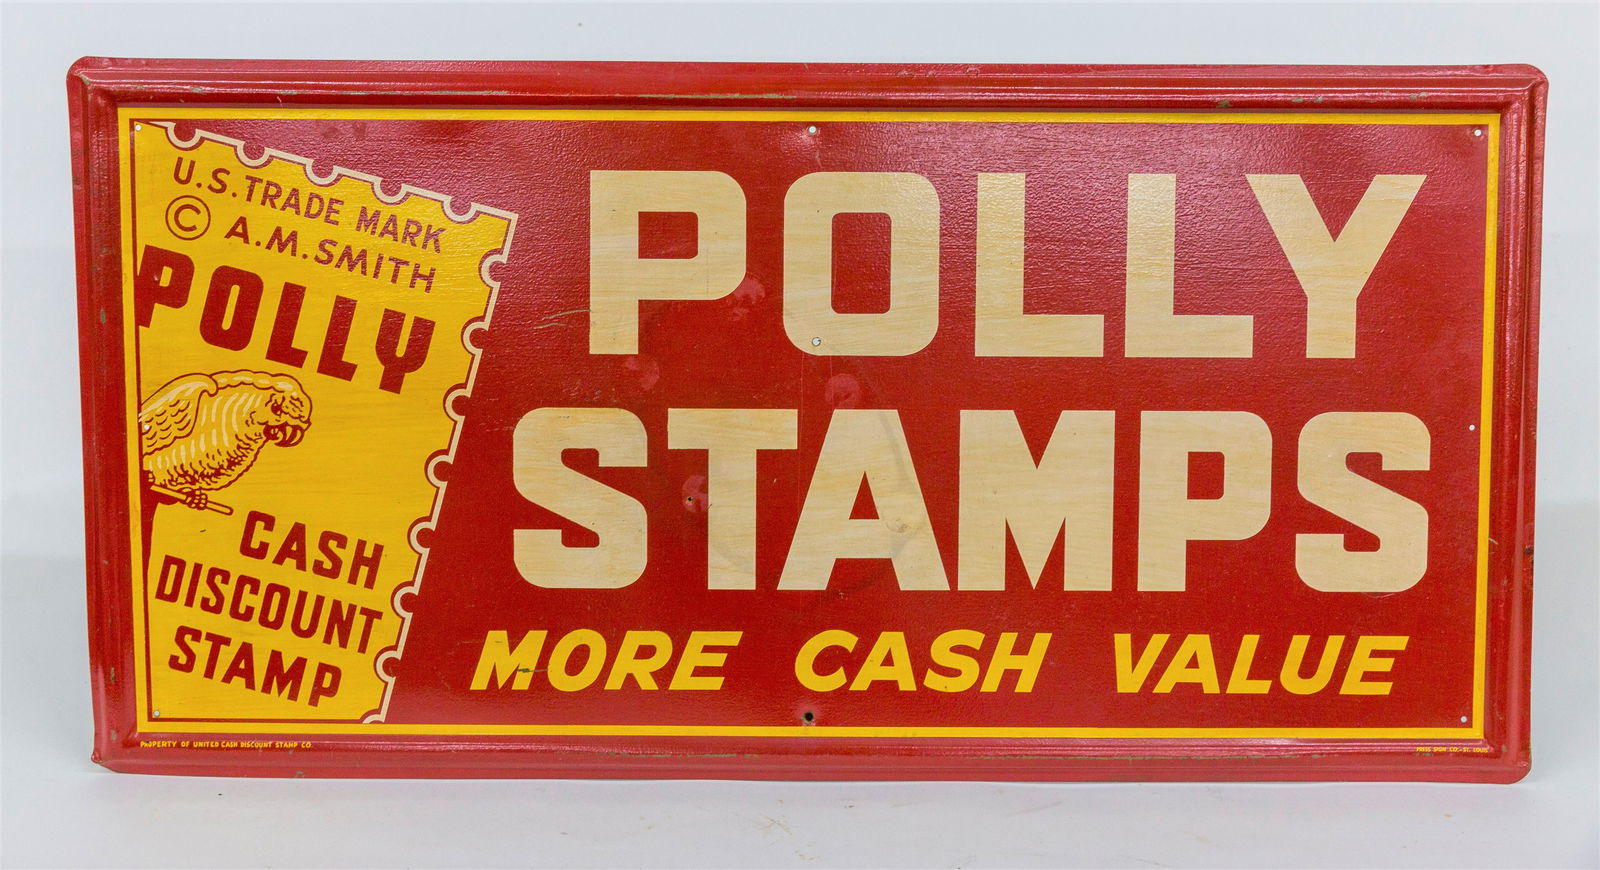 U.S. TRADE MARK
© A.M. SMITH
POLLY
CASH
DISCOUNT
STAMP
POLLY
STAMPS
MORE CASH VALUE
PROPERTY OF UNITED CASH DISCOUNT STAMP CO.
PRESS SIGN CO.-ST. LOUIS